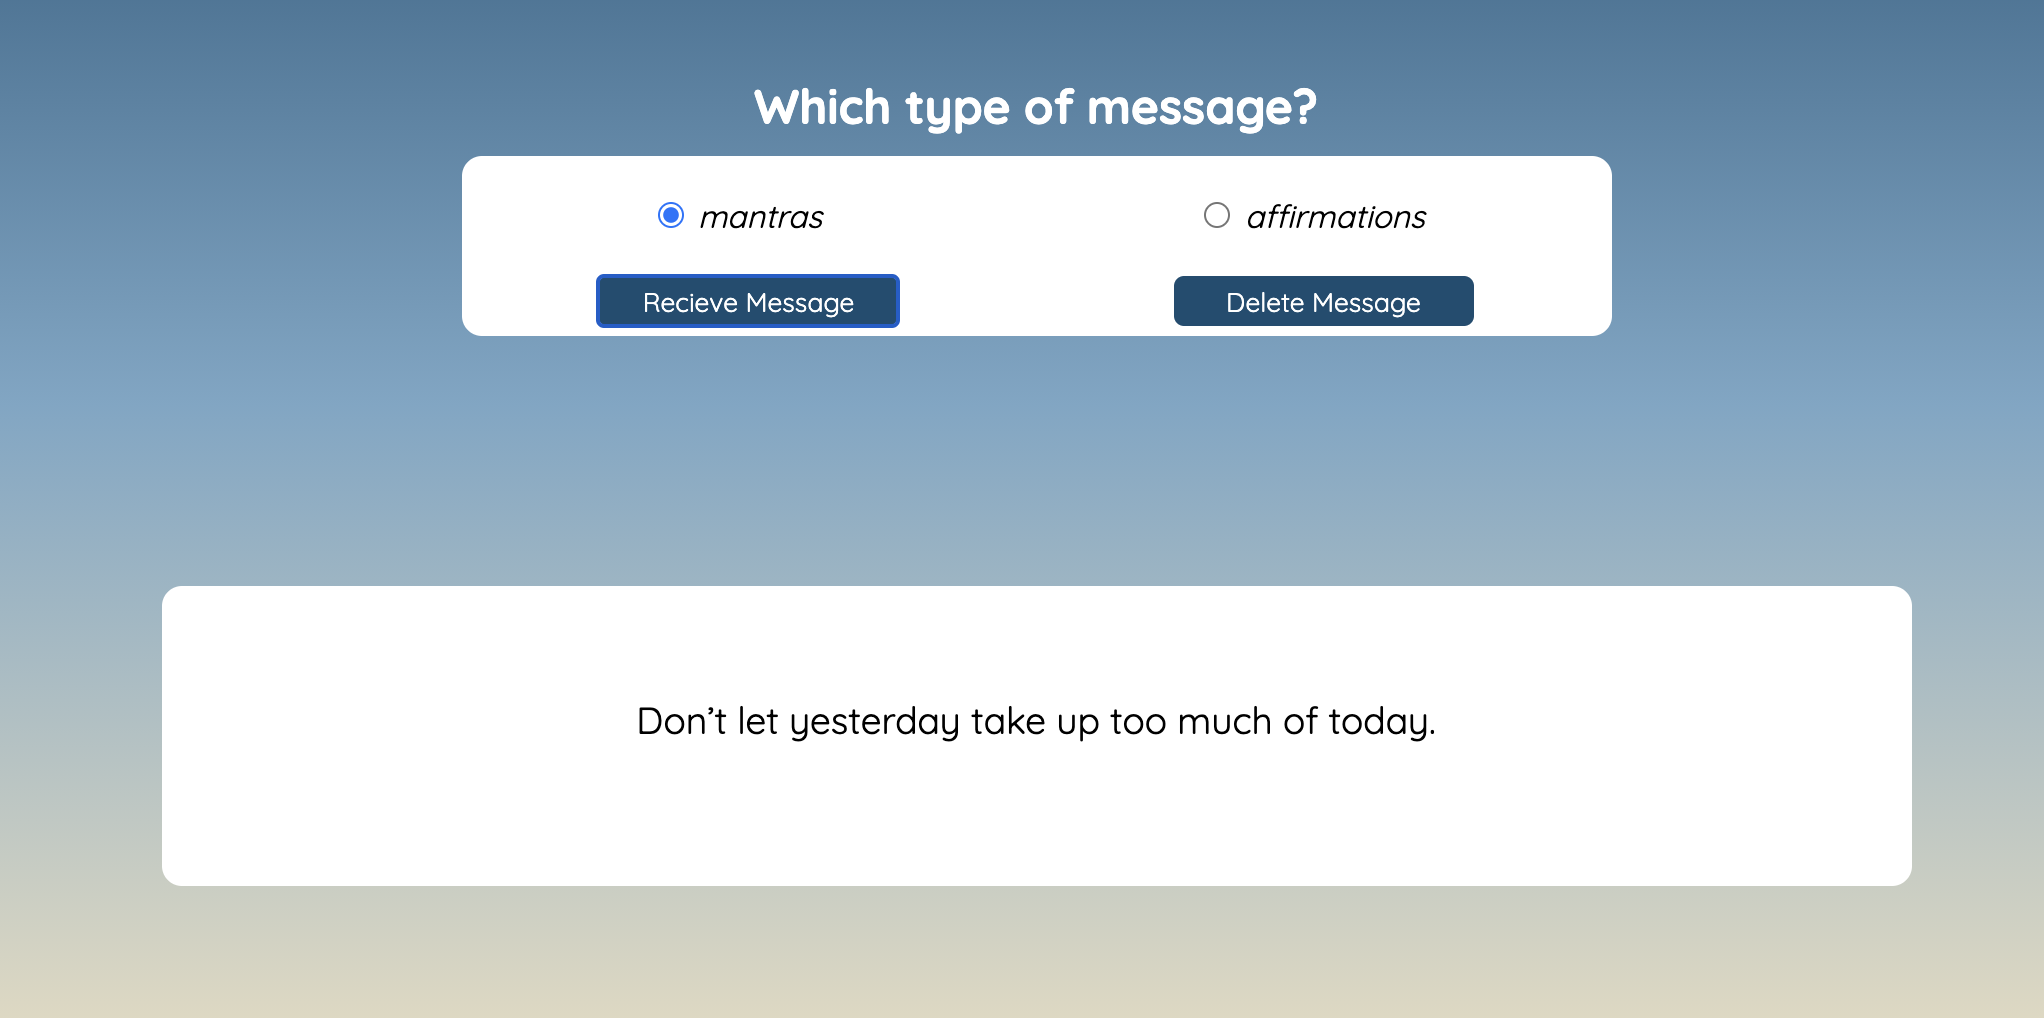 Which type of message?
mantras
affirmations
Recieve Message
Delete Message
Don’t let yesterday take up too much of today.